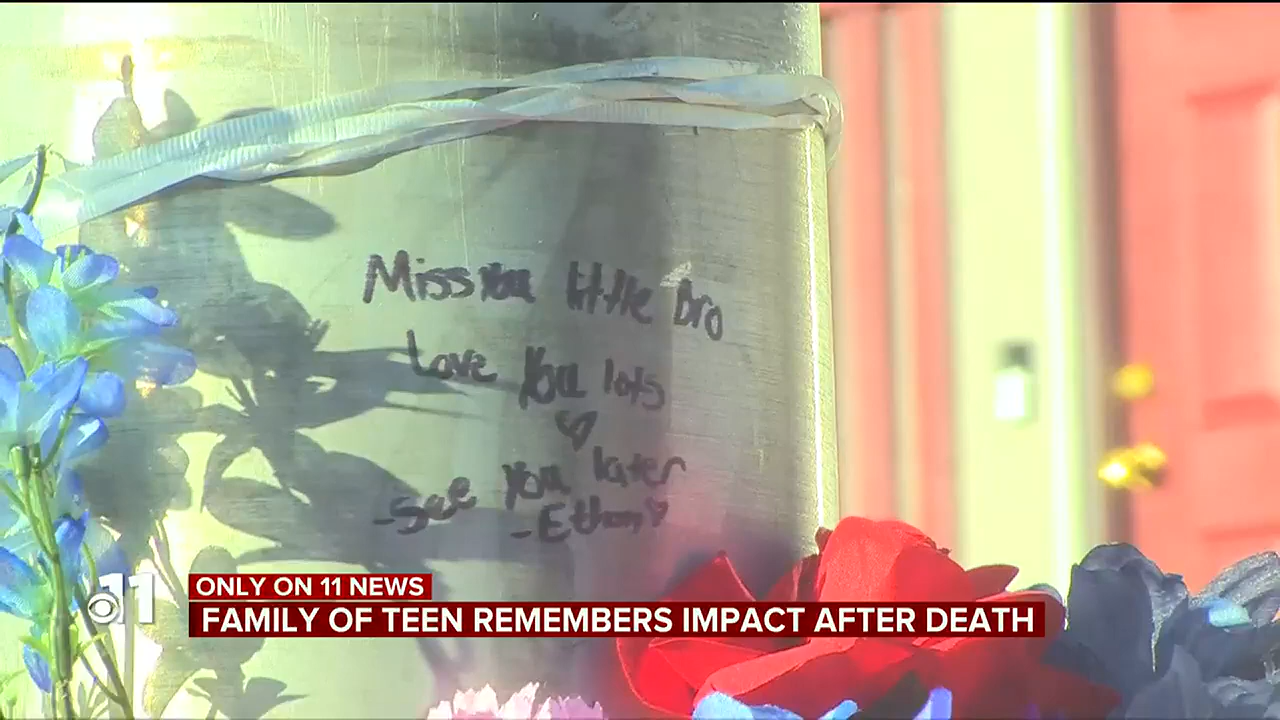 Miss You little Bro
Love You lots
-See You later
-Ethan
11
ONLY ON 11 NEWS
FAMILY OF TEEN REMEMBERS IMPACT AFTER DEATH